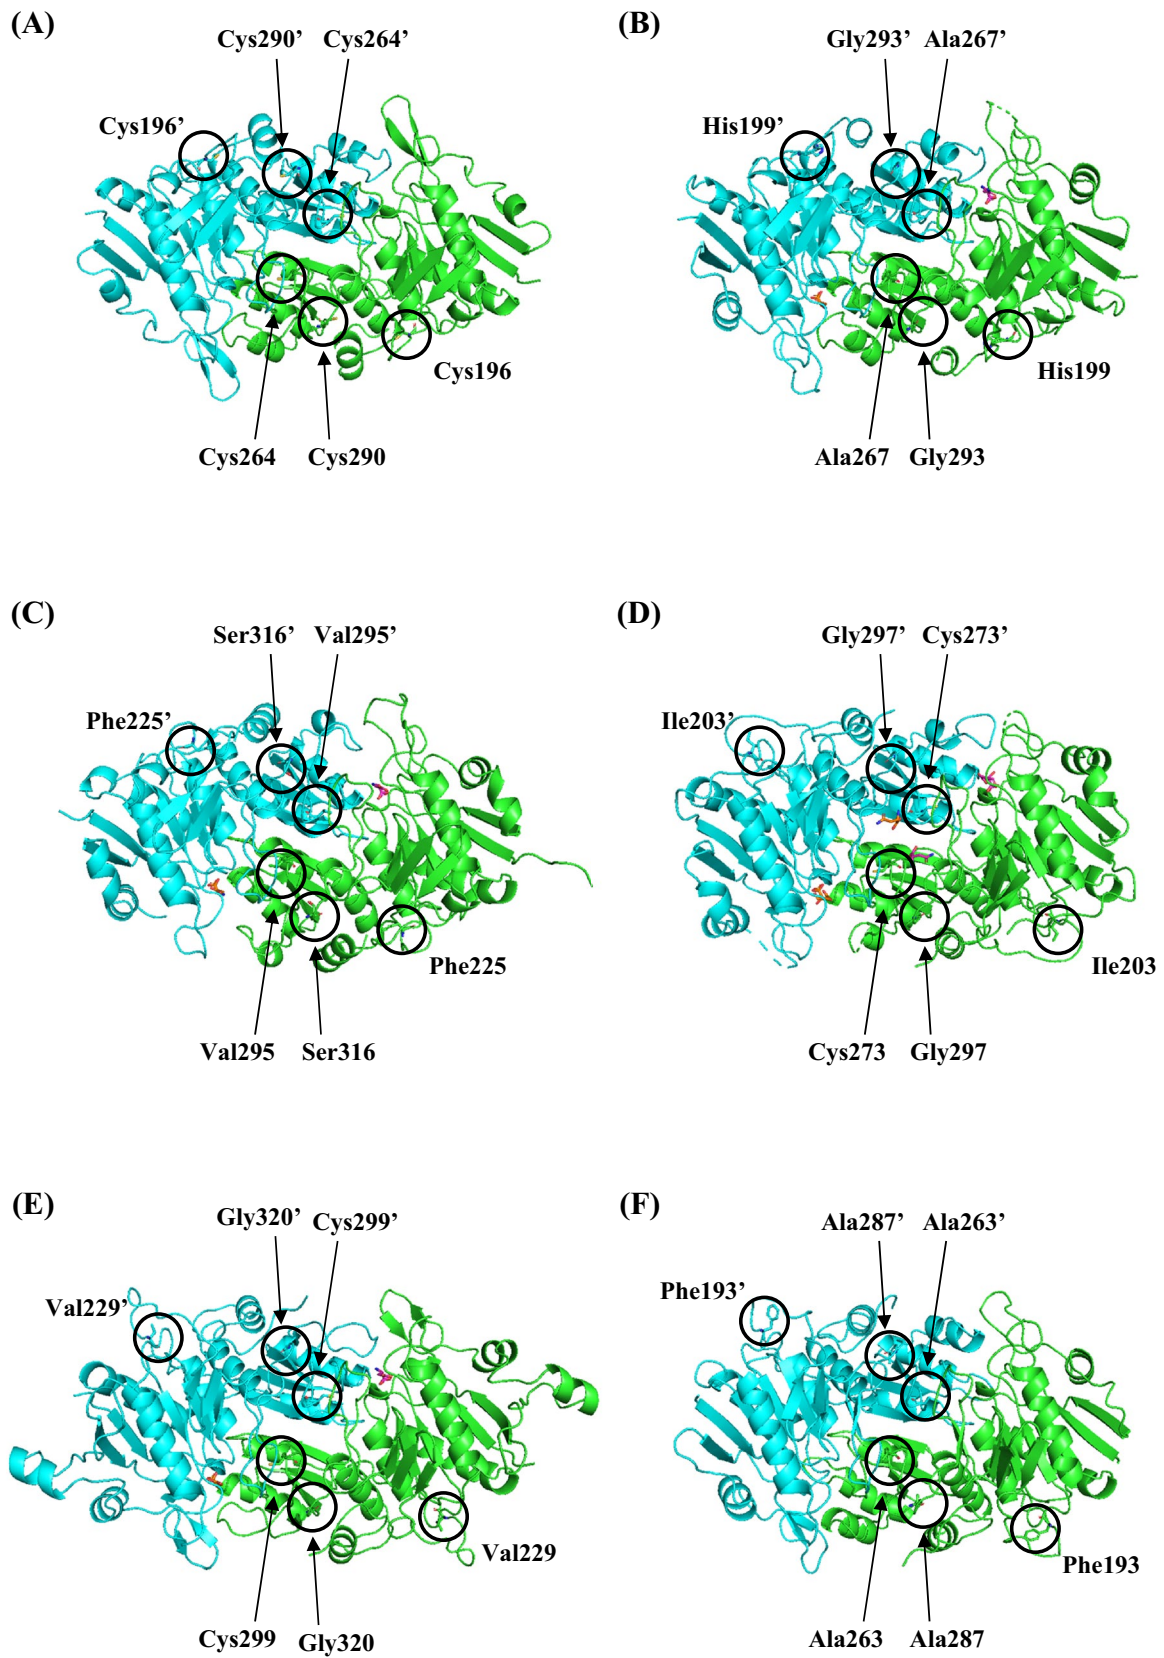 (A)
Cys290’ Cys264’
Cys196’
Cys196
Cys264 Cys290
(B)
Gly293’ Ala267’
His199’
His199
Ala267 Gly293
(C)
Ser316’ Val295’
Phe225’
Phe225
Val295 Ser316
(D)
Gly297’ Cys273’
Ile203’
Ile203
Cys273 Gly297
(E)
Gly320’ Cys299’
Val229’
Val229
Cys299 Gly320
(F)
Ala287’ Ala263’
Phe193’
Phe193
Ala263 Ala287